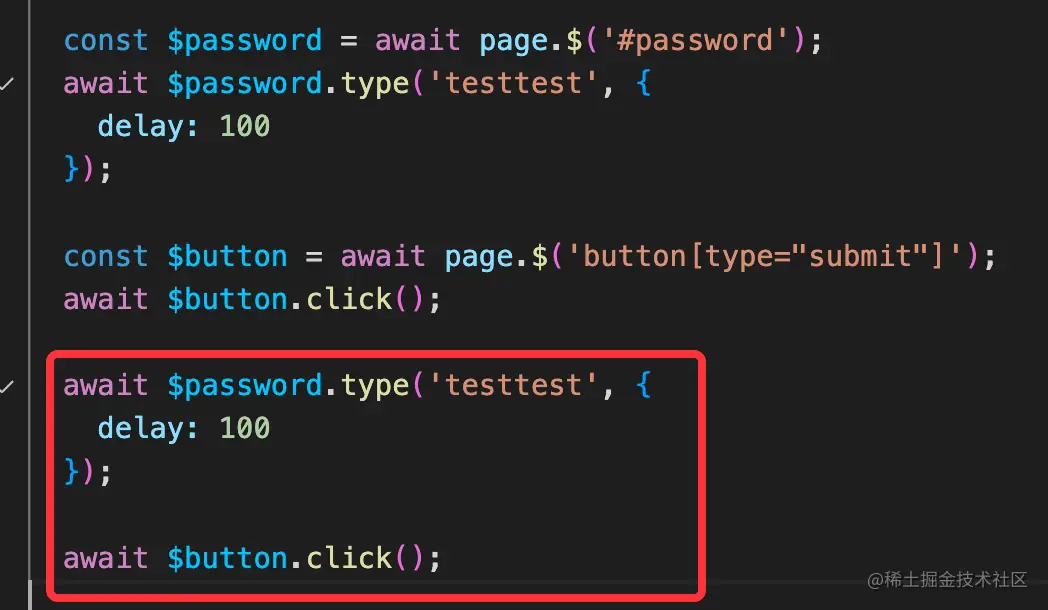 const $password = await page.$('#password');
await $password.type('testtest', {
  delay: 100
});
const $button = await page.$('button[type="submit"]');
await $button.click();
await $password.type('testtest', {
  delay: 100
});
await $button.click();
@稀土掘金技术社区